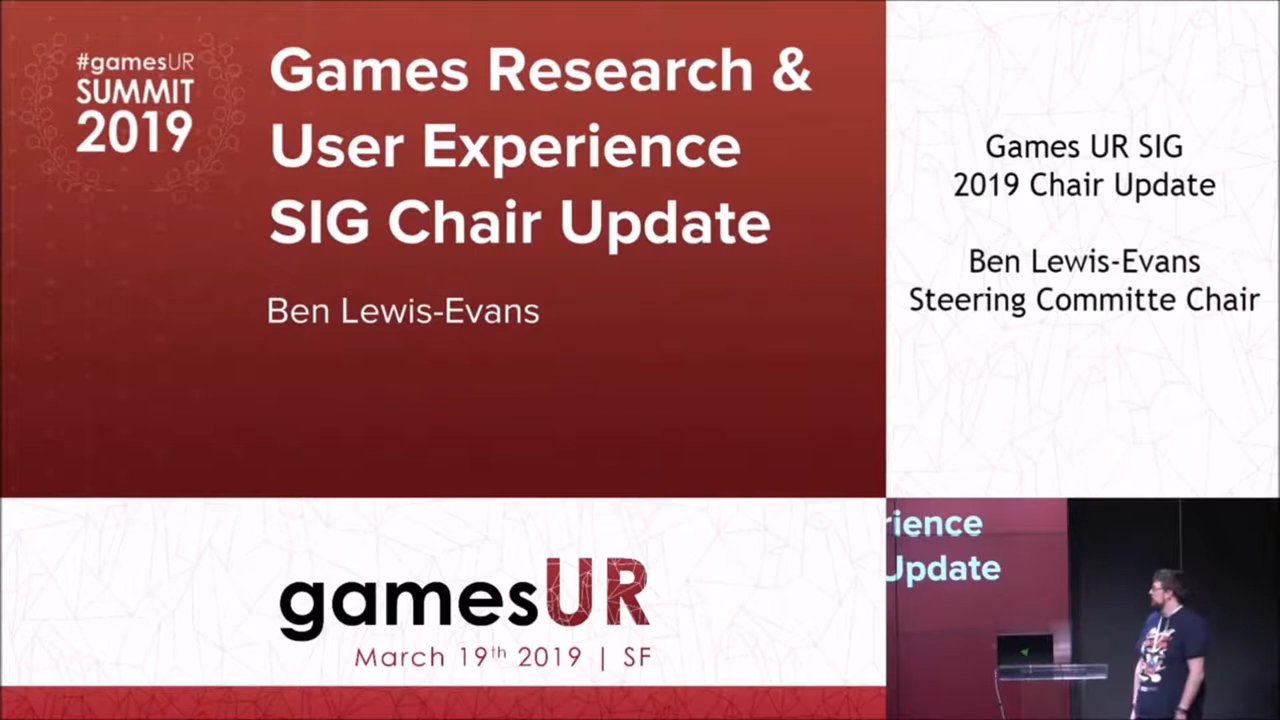 #gamesUR
SUMMIT
2019
Games Research &
User Experience
SIG Chair Update
Ben Lewis-Evans
Games UR SIG
2019 Chair Update
Ben Lewis-Evans
Steering Committe Chair
gamesUR
March 19th 2019 | SF
rience
Update